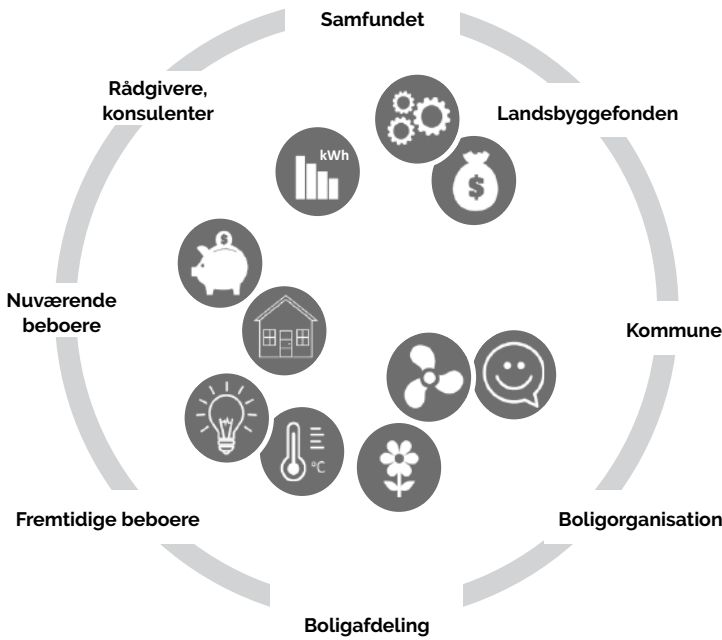 Samfundet
Rådgivere,
konsulenter
Landsbyggefonden
kWh
$
$
Nuværende
beboere
Kommune
°C
Fremtidige beboere
Boligorganisation
Boligafdeling